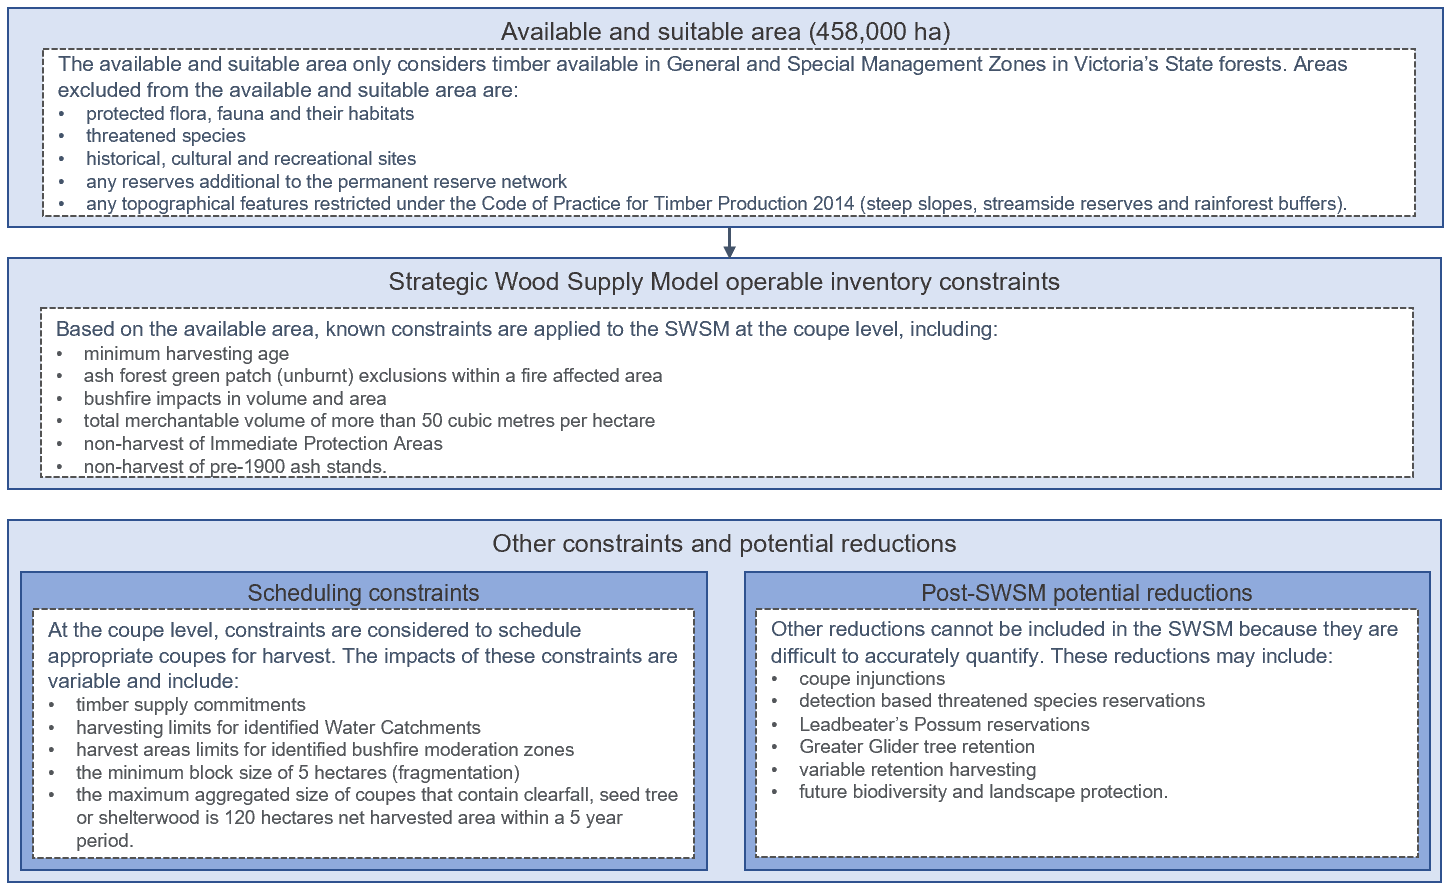 Available and suitable area (458,000 ha)
The available and suitable area only considers timber available in General and Special Management Zones in Victoria's State forests. Areas
excluded from the available and suitable area are:
• protected flora, fauna and their habitats
• threatened species
• historical, cultural and recreational sites
• any reserves additional to the permanent reserve network
• any topographical features restricted under the Code of Practice for Timber Production 2014 (steep slopes, streamside reserves and rainforest buffers).
Strategic Wood Supply Model operable inventory constraints
Based on the available area, known constraints are applied to the SWSM at the coupe level, including:
• minimum harvesting age
• ash forest green patch (unburnt) exclusions within a fire affected area
• bushfire impacts in volume and area
• total merchantable volume of more than 50 cubic metres per hectare
• non-harvest of Immediate Protection Areas
• non-harvest of pre-1900 ash stands.
Other constraints and potential reductions
Scheduling constraints
At the coupe level, constraints are considered to schedule
appropriate coupes for harvest. The impacts of these constraints are
variable and include:
• timber supply commitments
• harvesting limits for identified Water Catchments
• harvest areas limits for identified bushfire moderation zones
• the minimum block size of 5 hectares (fragmentation)
• the maximum aggregated size of coupes that contain clearfall, seed tree
or shelterwood is 120 hectares net harvested area within a 5 year
period.
Post-SWSM potential reductions
Other reductions cannot be included in the SWSM because they are
difficult to accurately quantify. These reductions may include:
• coupe injunctions
• detection based threatened species reservations
• Leadbeater's Possum reservations
• Greater Glider tree retention
• variable retention harvesting
• future biodiversity and landscape protection.